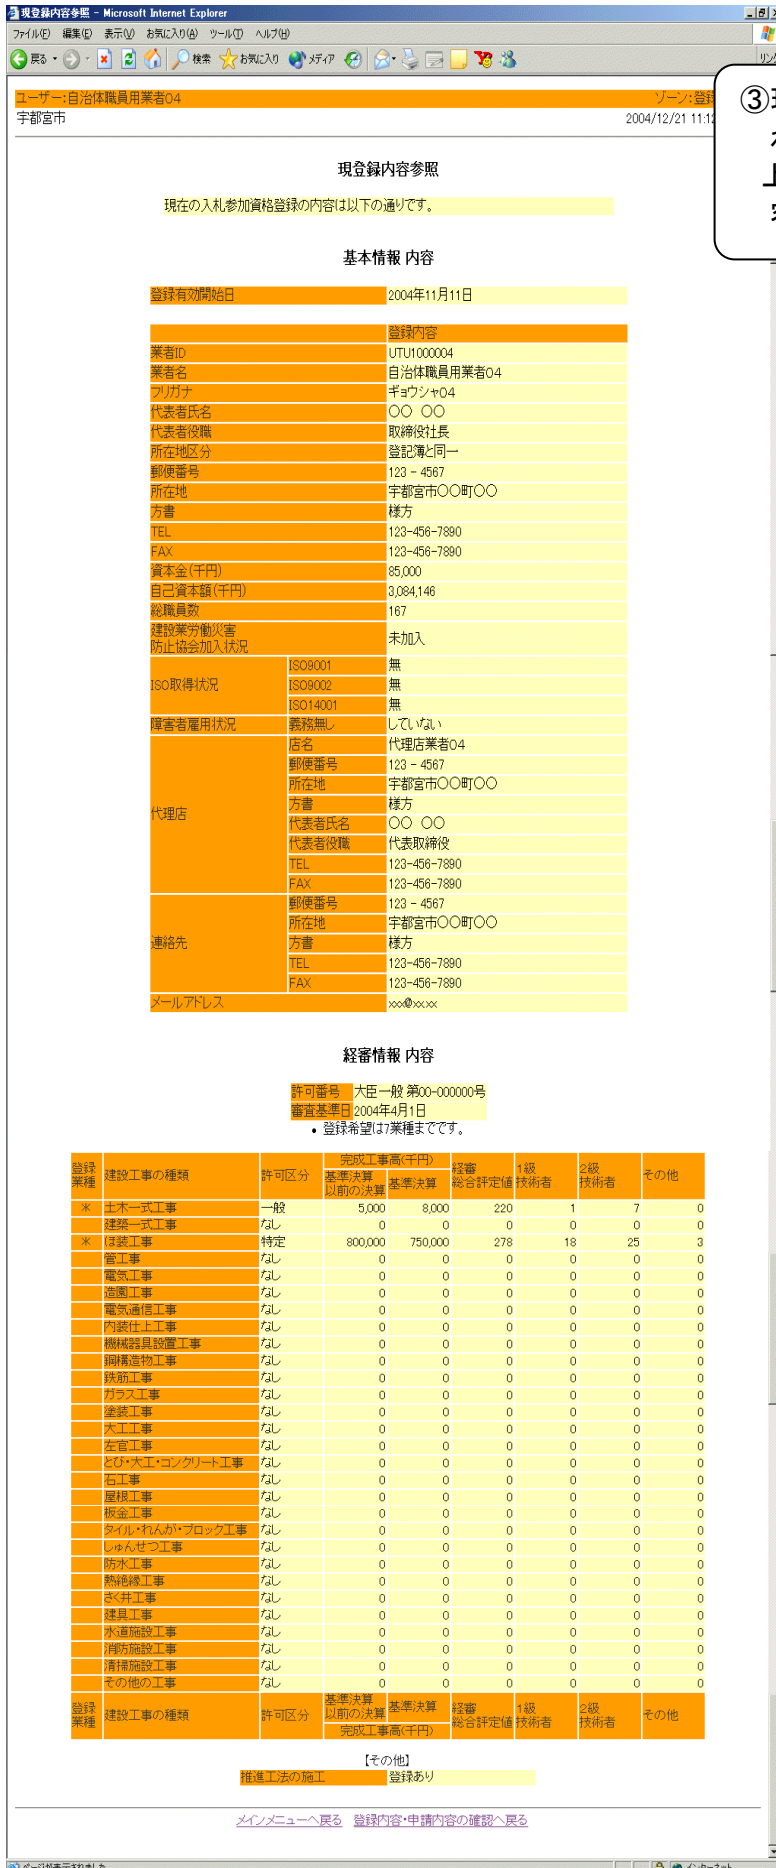 現登録内容参照 - Microsoft Internet Explorer
ファイル(F) 編集(E) 表示(V) お気に入り(A) ツール(T) ヘルプ(H)
戻る 検索 お気に入り メディア
ユーザー:自治体職員用業者04 ゾーン:登録
宇都宮市 2004/12/21 11:12
現登録内容参照
現在の入札参加資格登録の内容は以下の通りです。
基本情報 内容
登録有効開始日 2004年11月11日
登録内容
業者ID UTU1000004
業者名 自治体職員用業者04
フリガナ ギョウシャ04
代表者氏名 〇〇 〇〇
代表者役職 取締役社長
所在地区分 登記簿と同一
郵便番号 123 - 4567
所在地 宇都宮市〇〇町〇〇
方書 様方
TEL 123-456-7890
FAX 123-456-7890
資本金(千円) 85,000
自己資本額(千円) 3,084,146
総職員数 167
建設業労働災害
防止協会加入状況 未加入
ISO取得状況 ISO9001 無
ISO9002 無
ISO14001 無
障害者雇用状況 義務無し していない
代理店 店名 代理店業者04
郵便番号 123 - 4567
所在地 宇都宮市〇〇町〇〇
方書 様方
代表者氏名 〇〇 〇〇
代表者役職 代表取締役
TEL 123-456-7890
FAX 123-456-7890
連絡先 郵便番号 123 - 4567
所在地 宇都宮市〇〇町〇〇
方書 様方
TEL 123-456-7890
FAX 123-456-7890
メールアドレス xxx@xx.xx
経審情報 内容
許可番号 大臣一般 第00-000000号
審査基準日 2004年4月1日
• 登録希望は7業種までです。
登録業種 建設工事の種類 許可区分 完成工事高(千円) 基準決算以前の決算 基準決算 経審総合評定値 1級技術者 2級技術者 その他
* 土木一式工事 一般 5,000 8,000 220 1 7 0
建築一式工事 なし 0 0 0 0 0 0
* ほ装工事 特定 800,000 750,000 278 18 25 3
管工事 なし 0 0 0 0 0 0
電気工事 なし 0 0 0 0 0 0
造園工事 なし 0 0 0 0 0 0
電気通信工事 なし 0 0 0 0 0 0
内装仕上工事 なし 0 0 0 0 0 0
機械器具設置工事 なし 0 0 0 0 0 0
鋼構造物工事 なし 0 0 0 0 0 0
鉄筋工事 なし 0 0 0 0 0 0
ガラス工事 なし 0 0 0 0 0 0
塗装工事 なし 0 0 0 0 0 0
大工工事 なし 0 0 0 0 0 0
左官工事 なし 0 0 0 0 0 0
とび・大工・コンクリート工事 なし 0 0 0 0 0 0
石工事 なし 0 0 0 0 0 0
屋根工事 なし 0 0 0 0 0 0
板金工事 なし 0 0 0 0 0 0
タイル・れんが・ブロック工事 なし 0 0 0 0 0 0
しゅんせつ工事 なし 0 0 0 0 0 0
防水工事 なし 0 0 0 0 0 0
熱絶縁工事 なし 0 0 0 0 0 0
さく井工事 なし 0 0 0 0 0 0
建具工事 なし 0 0 0 0 0 0
水道施設工事 なし 0 0 0 0 0 0
消防施設工事 なし 0 0 0 0 0 0
清掃施設工事 なし 0 0 0 0 0 0
その他の工事 なし 0 0 0 0 0 0
登録業種 建設工事の種類 許可区分 基準決算以前の決算 基準決算 完成工事高(千円) 経審総合評定値 1級技術者 2級技術者 その他
【その他】
推進工法の施工 登録あり
メインメニューへ戻る 登録内容・申請内容の確認へ戻る
ページが表示されました インターネット